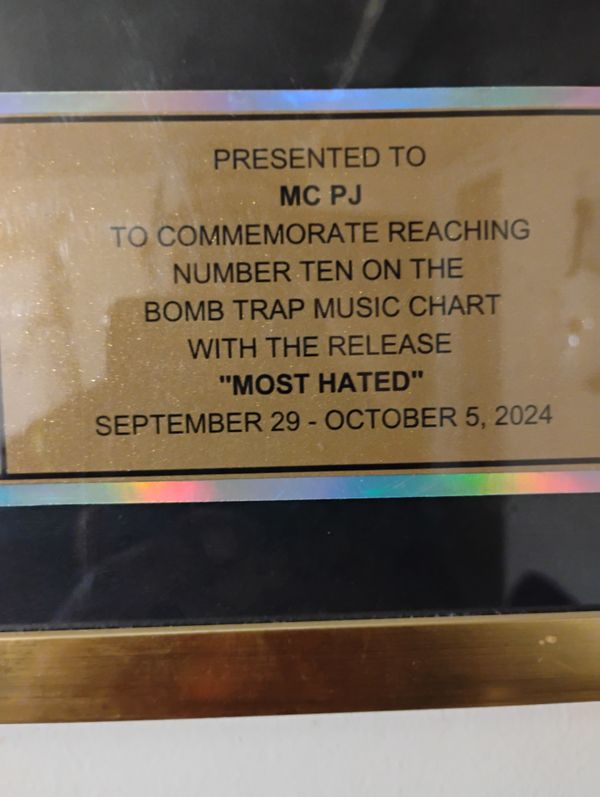 PRESENTED TO
MC PJ
TO COMMEMORATE REACHING
NUMBER TEN ON THE
BOMB TRAP MUSIC CHART
WITH THE RELEASE
"MOST HATED"
SEPTEMBER 29 - OCTOBER 5, 2024